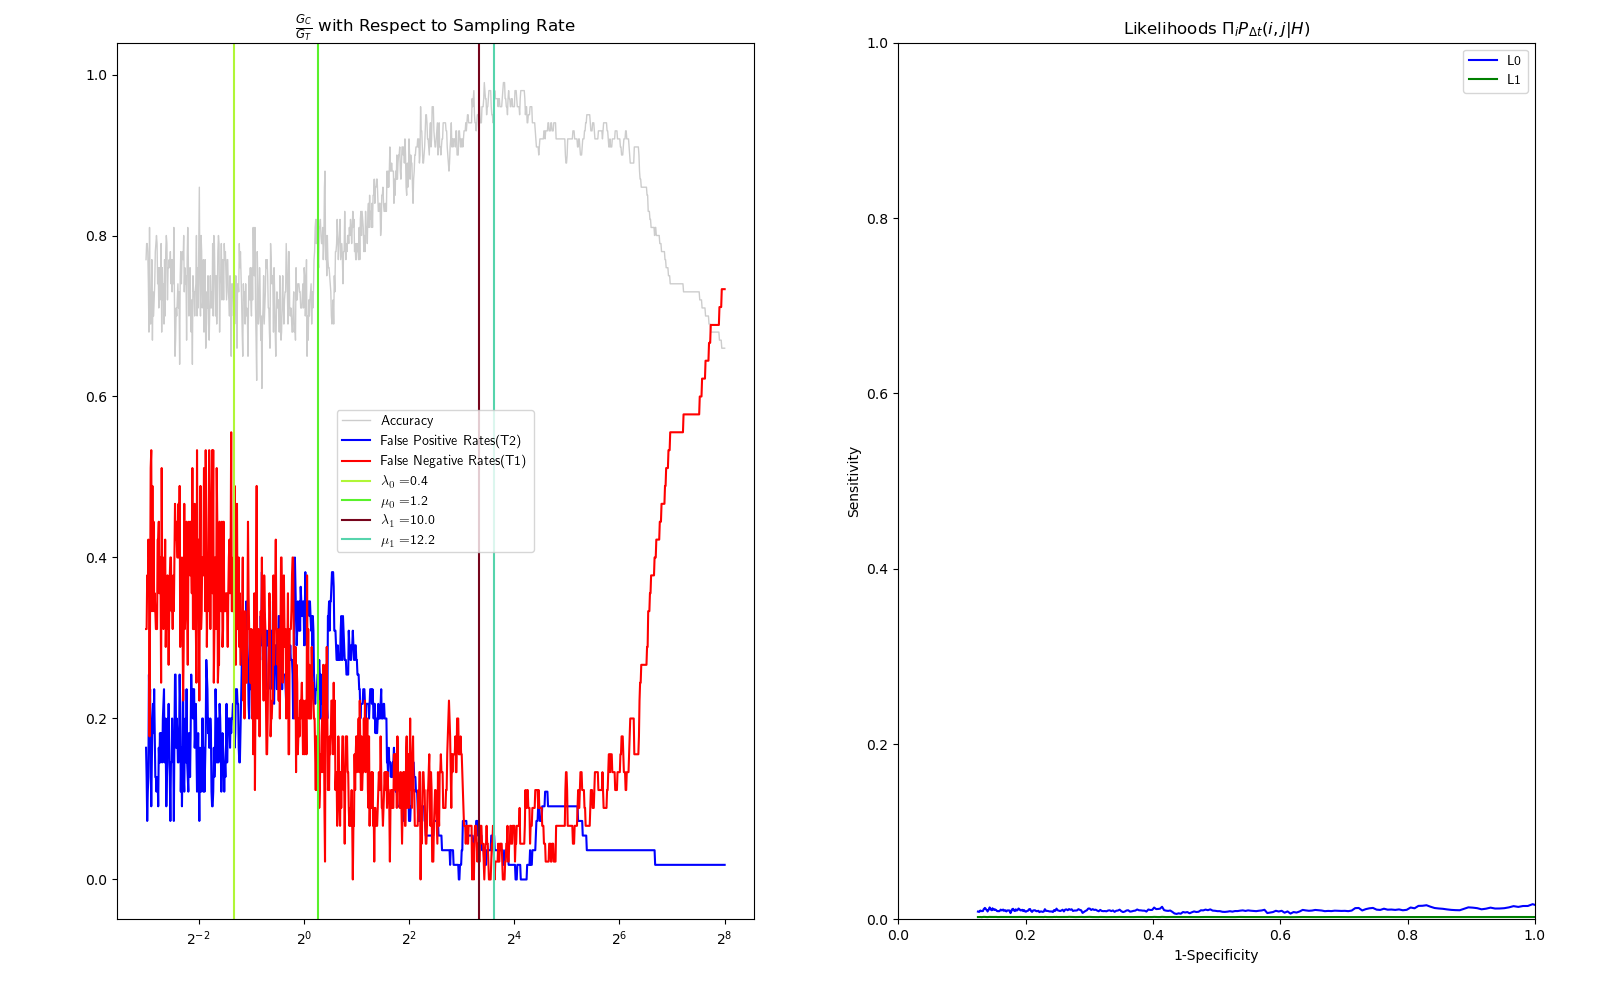 G_C/G_T with Respect to Sampling Rate
1.0
0.8
0.6
0.4
0.2
0.0
2^-2
2^0
2^2
2^4
2^6
2^8
Accuracy
False Positive Rates(T2)
False Negative Rates(T1)
λ_0 =0.4
μ_0 =1.2
λ_1 =10.0
μ_1 =12.2
Likelihoods Π_iP_Δt(i, j|H)
L0
L1
Sensitivity
1.0
0.8
0.6
0.4
0.2
0.0
0.0
0.2
0.4
0.6
0.8
1.0
1-Specificity